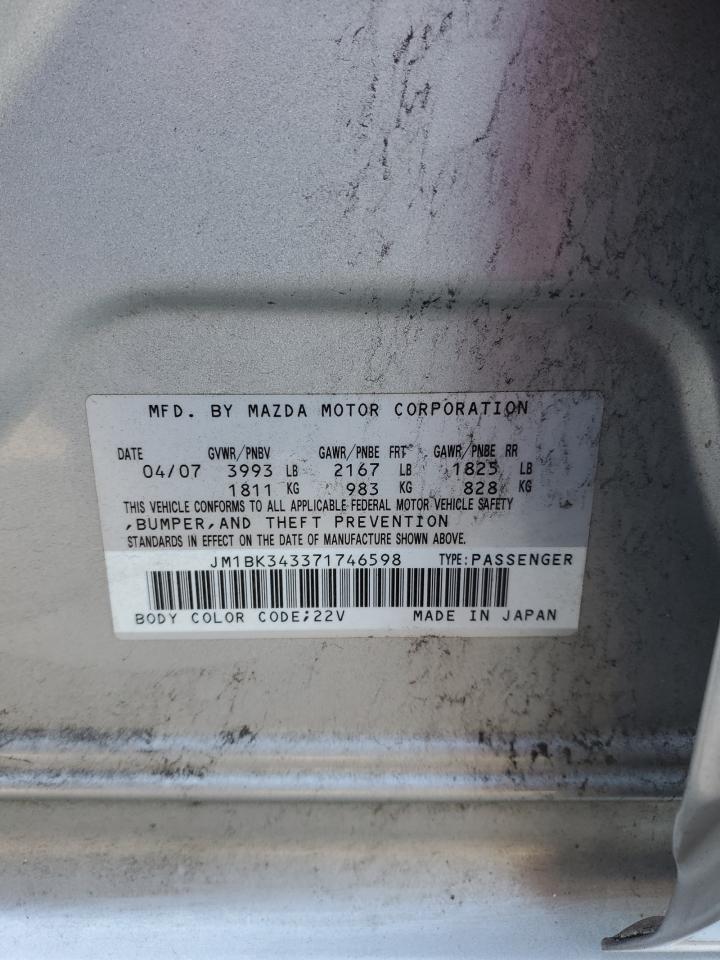 MFD. BY MAZDA MOTOR CORPORATION
DATE GVWR/PNBV GAWR/PNBE FRT GAWR/PNBE RR
04/07 3993 LB 2167 LB 1825 LB
1811 KG 983 KG 828 KG
THIS VEHICLE CONFORMS TO ALL APPLICABLE FEDERAL MOTOR VEHICLE SAFETY
,BUMPER,AND THEFT PREVENTION
STANDARDS IN EFFECT ON THE DATE OF MANUFACTURE SHOWN ABOVE.
JM1BK343371746598 TYPE:PASSENGER
BODY COLOR CODE;22V MADE IN JAPAN